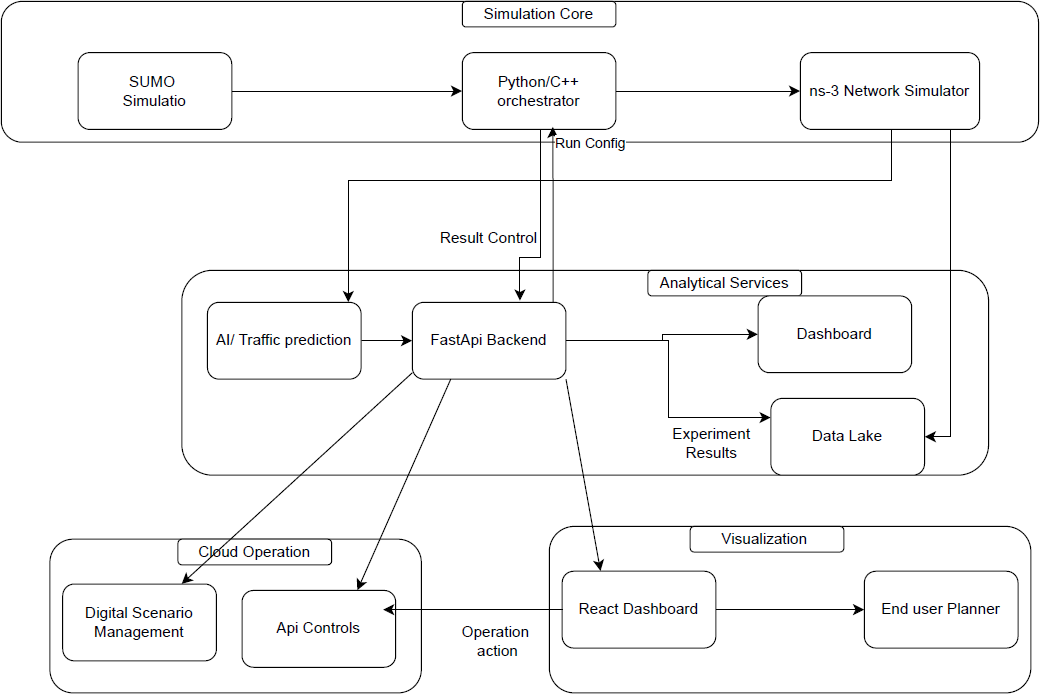 Simulation Core
SUMO
Simulatio
Python/C++
orchestrator
ns-3 Network Simulator
Run Config
Result Control
Analytical Services
AI/ Traffic prediction
FastApi Backend
Dashboard
Experiment
Results
Data Lake
Cloud Operation
Visualization
Digital Scenario
Management
Api Controls
Operation
action
React Dashboard
End user Planner